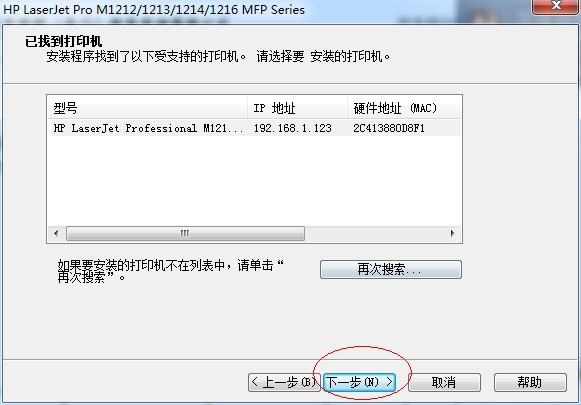 HP LaserJet Pro M1212/1213/1214/1216 MFP Series
已找到打印机
安装程序找到了以下受支持的打印机。 请选择要 安装的打印机。
型号 IP 地址 硬件地址 (MAC)
HP LaserJet Professional M121... 192.168.1.123 2C413880D8F1
如果要安装的打印机不在列表中，请单击“
再次搜索”。
再次搜索...
< 上一步(B) 下一步(N) > 取消 帮助